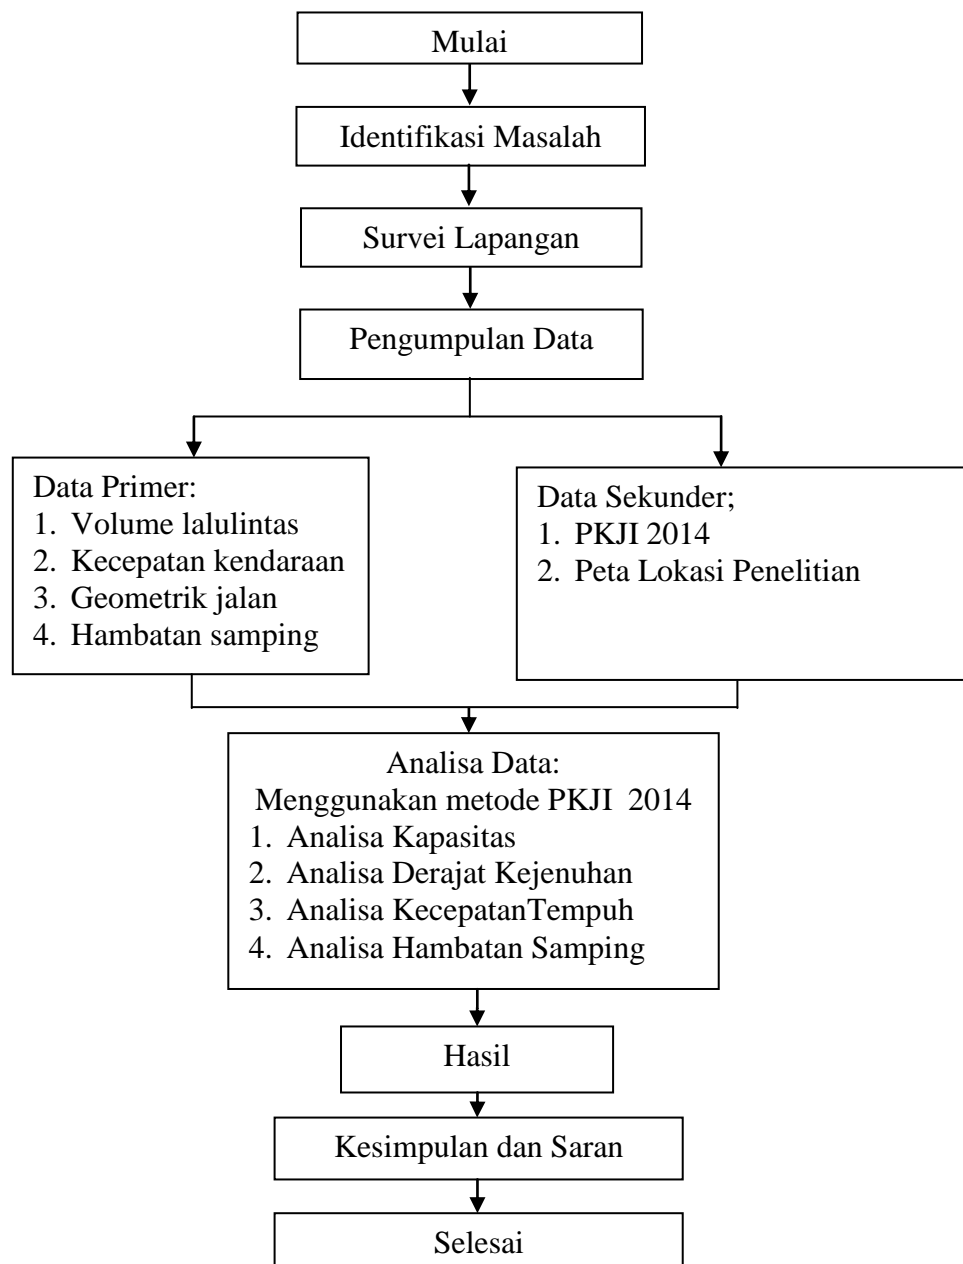 Mulai
Identifikasi Masalah
Survei Lapangan
Pengumpulan Data
Data Primer:
1. Volume lalulintas
2. Kecepatan kendaraan
3. Geometrik jalan
4. Hambatan samping
Data Sekunder;
1. PKJI 2014
2. Peta Lokasi Penelitian
Analisa Data:
Menggunakan metode PKJI 2014
1. Analisa Kapasitas
2. Analisa Derajat Kejenuhan
3. Analisa KecepatanTempuh
4. Analisa Hambatan Samping
Hasil
Kesimpulan dan Saran
Selesai